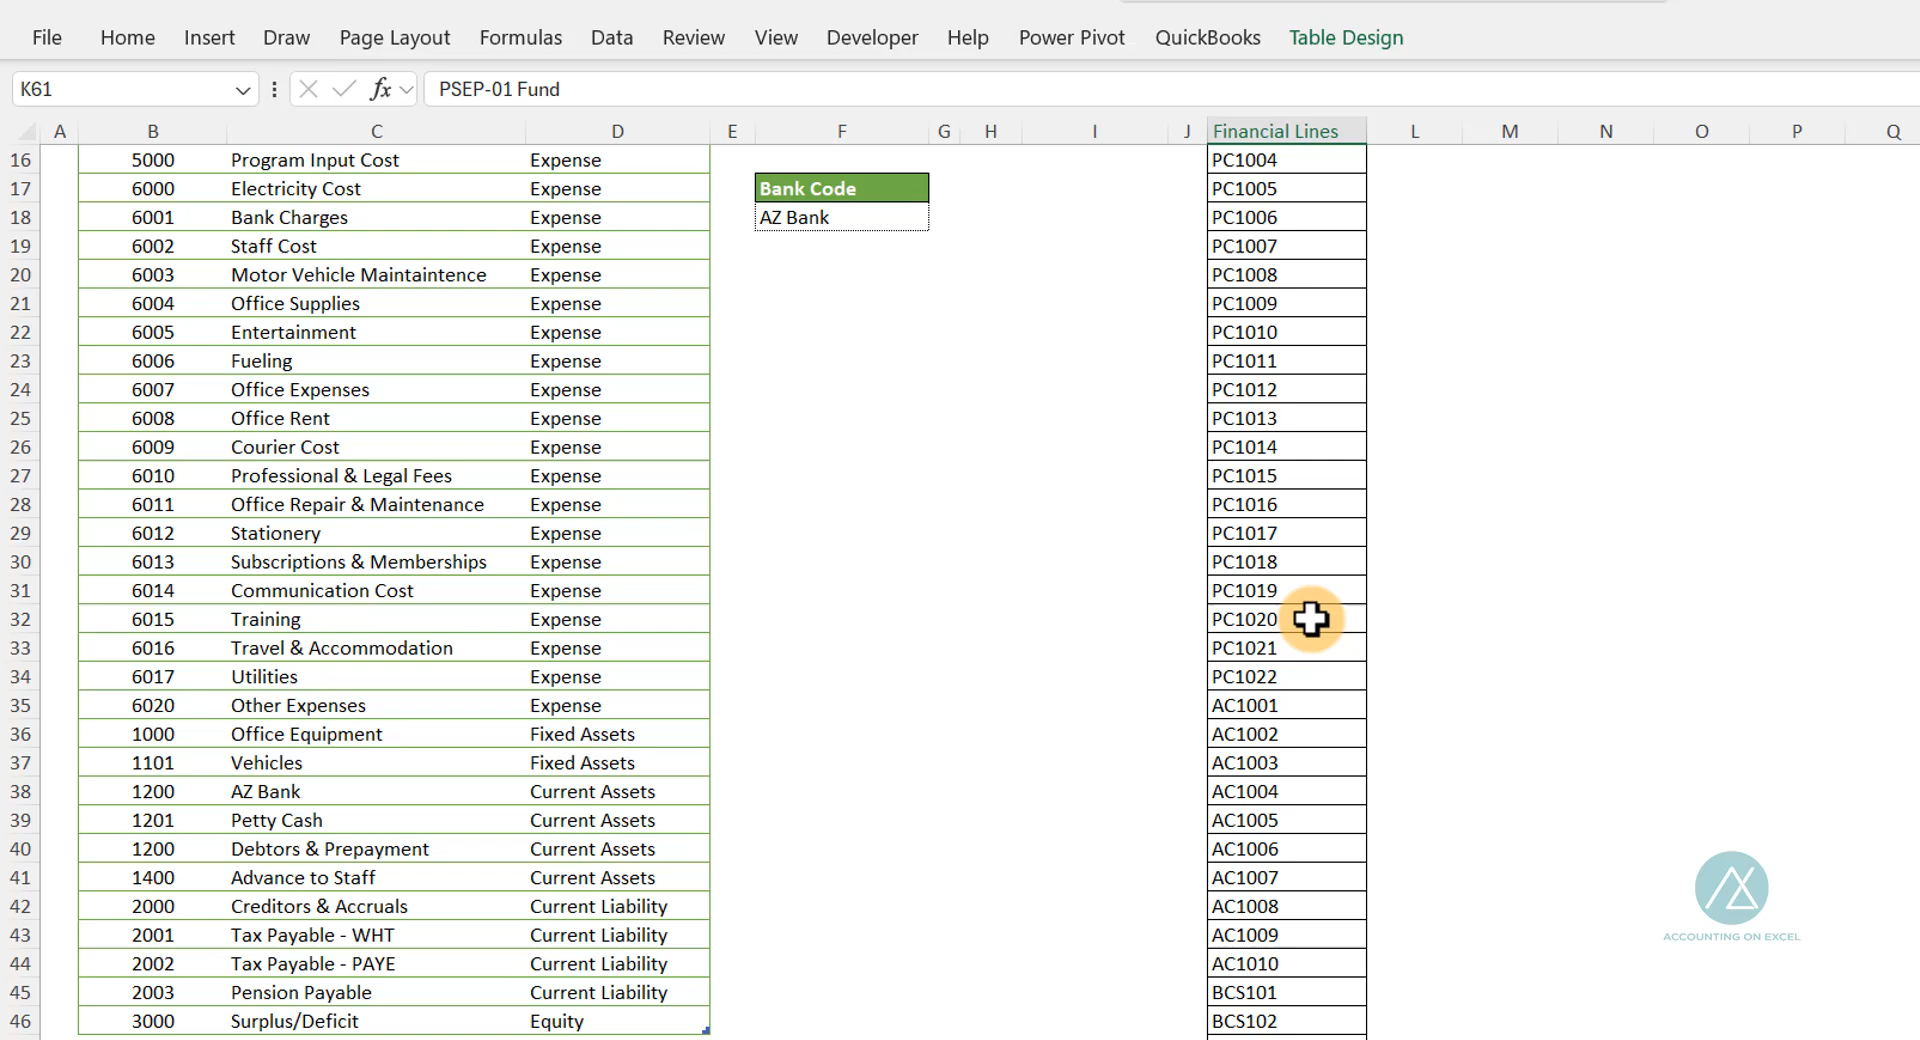 File Home Insert Draw Page Layout Formulas Data Review View Developer Help Power Pivot QuickBooks Table Design
K61 fx PSEP-01 Fund
A B C D E F G H I J Financial Lines L M N O P Q
16 5000 Program Input Cost Expense PC1004
17 6000 Electricity Cost Expense Bank Code PC1005
18 6001 Bank Charges Expense AZ Bank PC1006
19 6002 Staff Cost Expense PC1007
20 6003 Motor Vehicle Maintaintence Expense PC1008
21 6004 Office Supplies Expense PC1009
22 6005 Entertainment Expense PC1010
23 6006 Fueling Expense PC1011
24 6007 Office Expenses Expense PC1012
25 6008 Office Rent Expense PC1013
26 6009 Courier Cost Expense PC1014
27 6010 Professional & Legal Fees Expense PC1015
28 6011 Office Repair & Maintenance Expense PC1016
29 6012 Stationery Expense PC1017
30 6013 Subscriptions & Memberships Expense PC1018
31 6014 Communication Cost Expense PC1019
32 6015 Training Expense PC1020
33 6016 Travel & Accommodation Expense PC1021
34 6017 Utilities Expense PC1022
35 6020 Other Expenses Expense AC1001
36 1000 Office Equipment Fixed Assets AC1002
37 1101 Vehicles Fixed Assets AC1003
38 1200 AZ Bank Current Assets AC1004
39 1201 Petty Cash Current Assets AC1005
40 1200 Debtors & Prepayment Current Assets AC1006
41 1400 Advance to Staff Current Assets AC1007
42 2000 Creditors & Accruals Current Liability AC1008
43 2001 Tax Payable - WHT Current Liability AC1009
44 2002 Tax Payable - PAYE Current Liability AC1010
45 2003 Pension Payable Current Liability BCS101
46 3000 Surplus/Deficit Equity BCS102
ACCOUNTING ON EXCEL